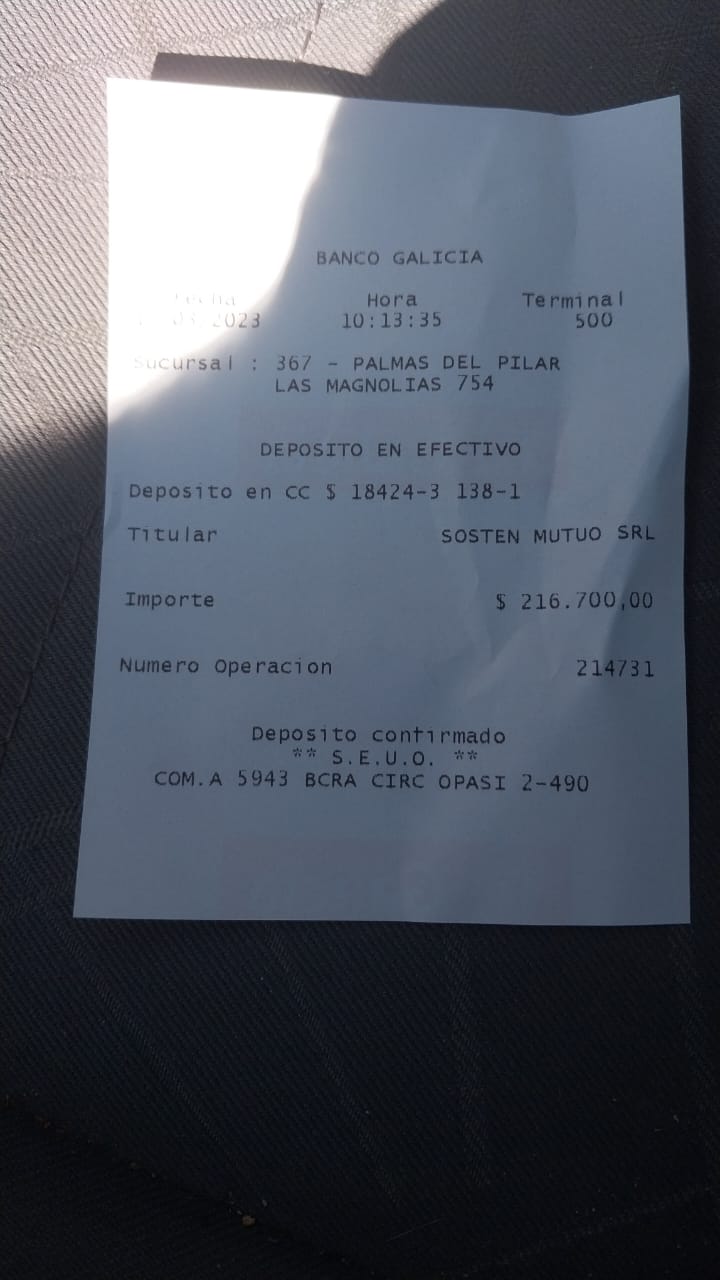 BANCO GALICIA
Fecha Hora Terminal
10:13:35 500
Sucursal : 367 - PALMAS DEL PILAR
LAS MAGNOLIAS 754
DEPOSITO EN EFECTIVO
Deposito en CC $ 18424-3 138-1
Titular SOSTEN MUTUO SRL
Importe $ 216.700,00
Numero Operacion 214731
Deposito confirmado
** S.E.U.O. **
COM.A 5943 BCRA CIRC OPASI 2-490